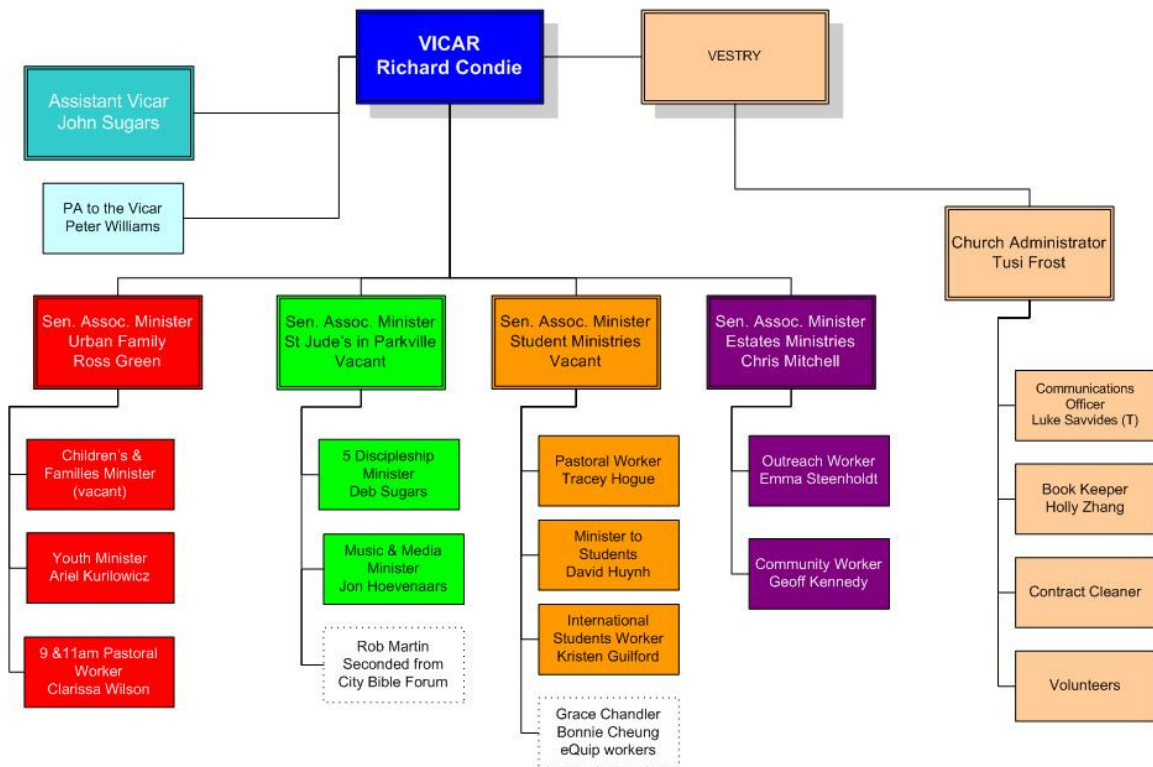 VICAR
Richard Condie
VESTRY
Assistant Vicar
John Sugars
PA to the Vicar
Peter Williams
Church Administrator
Tusi Frost
Sen. Assoc. Minister
Urban Family
Ross Green
Sen. Assoc. Minister
St Jude's in Parkville
Vacant
Sen. Assoc. Minister
Student Ministries
Vacant
Sen. Assoc. Minister
Estates Ministries
Chris Mitchell
Children's &
Families Minister
(vacant)
Youth Minister
Ariel Kurilowicz
9 &11am Pastoral
Worker
Clarissa Wilson
5 Discipleship
Minister
Deb Sugars
Music & Media
Minister
Jon Hoevenaars
Rob Martin
Seconded from
City Bible Forum
Pastoral Worker
Tracey Hogue
Minister to
Students
David Huynh
International
Students Worker
Kristen Guilford
Grace Chandler
Bonnie Cheung
eQuip workers
Outreach Worker
Emma Steenholdt
Community Worker
Geoff Kennedy
Communications
Officer
Luke Savvides (T)
Book Keeper
Holly Zhang
Contract Cleaner
Volunteers